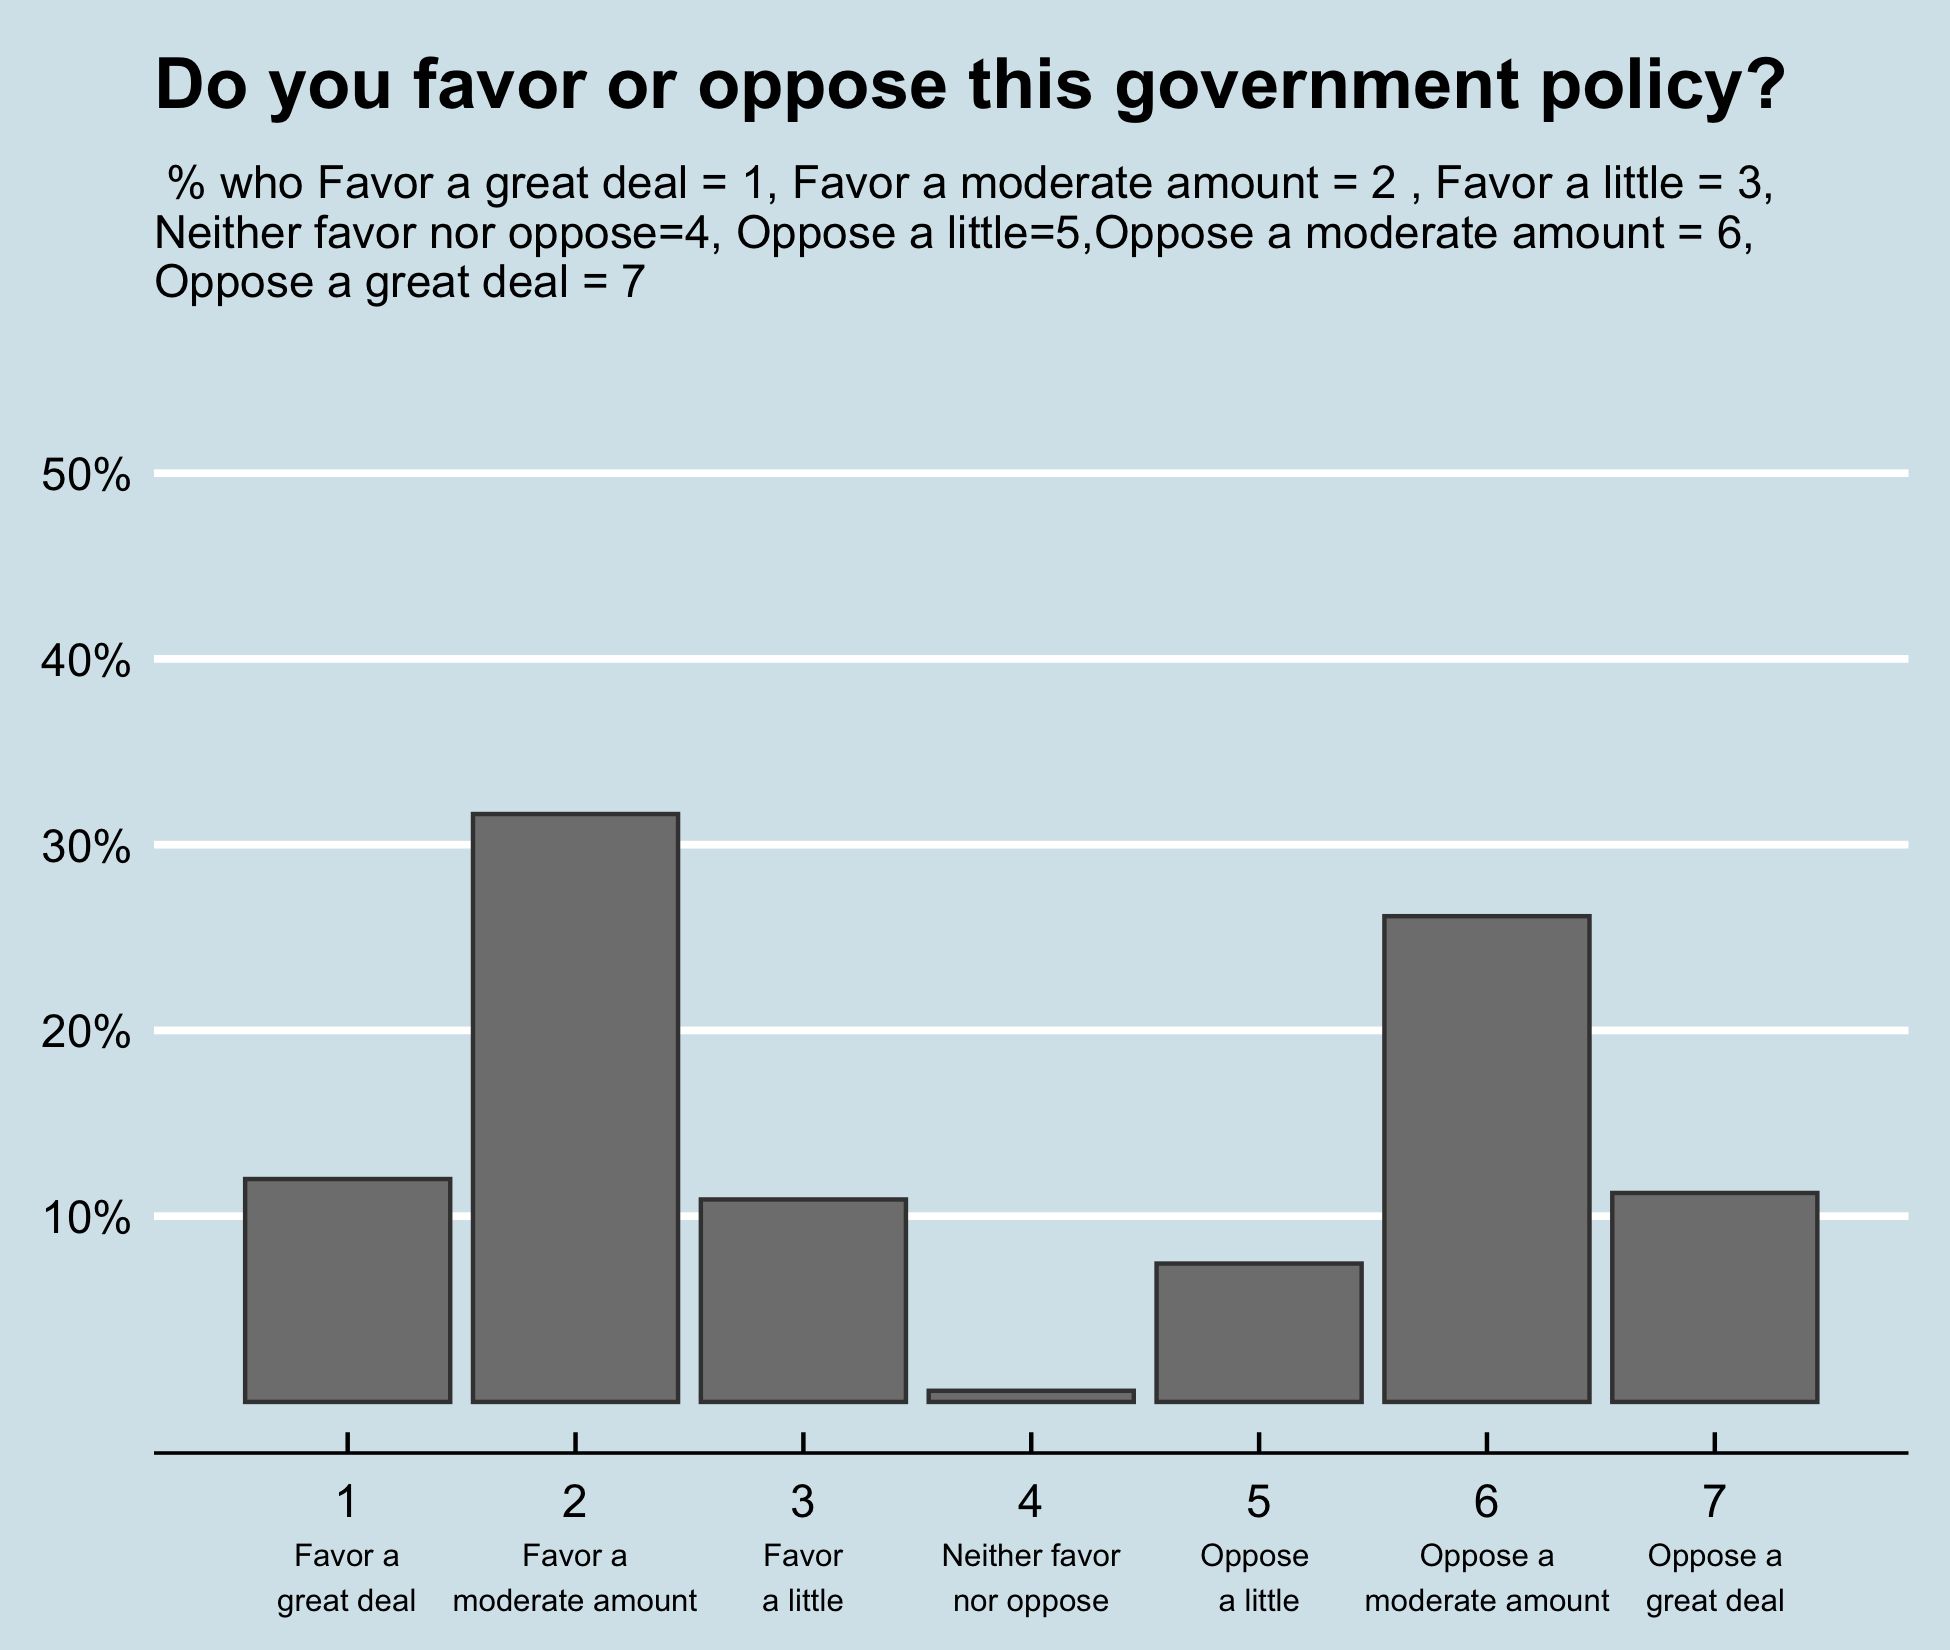 Do you favor or oppose this government policy?
% who Favor a great deal = 1, Favor a moderate amount = 2 , Favor a little = 3,
Neither favor nor oppose=4, Oppose a little=5,Oppose a moderate amount = 6,
Oppose a great deal = 7
50%
40%
30%
20%
10%
1 2 3 4 5 6 7
Favor a Favor a Favor Neither favor Oppose Oppose a Oppose a
great deal moderate amount a little nor oppose a little moderate amount great deal